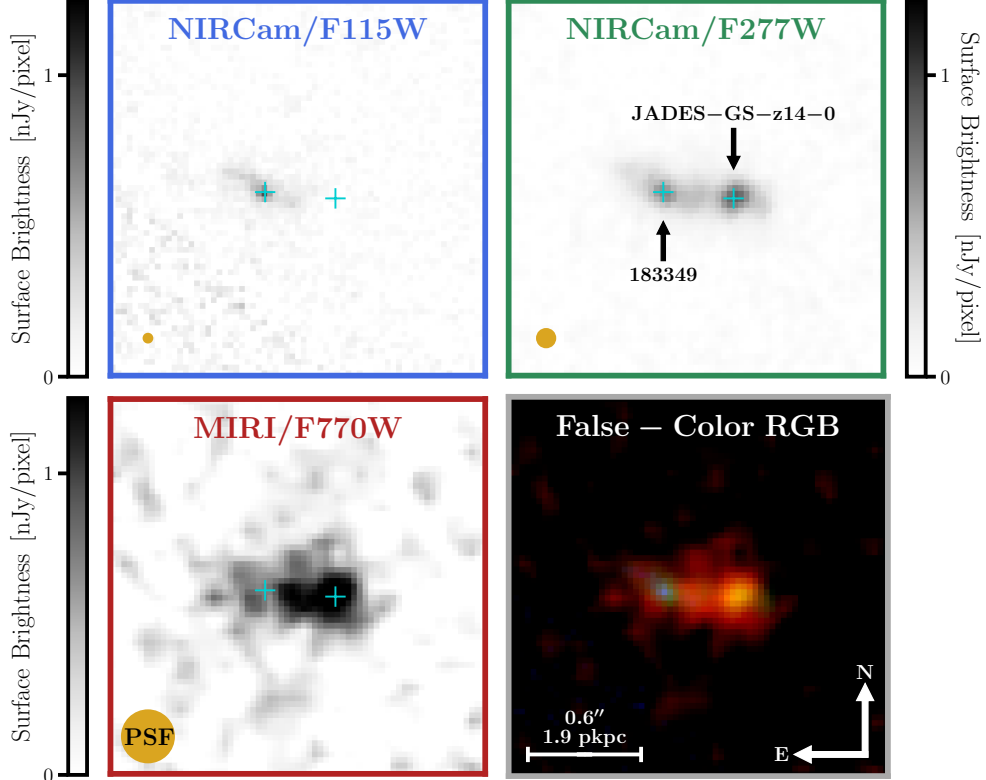 NIRCam/F115W
NIRCam/F277W
Surface Brightness [nJy/pixel]
1
0
JADES−GS−z14−0
183349
Surface Brightness [nJy/pixel]
1
0
MIRI/F770W
False − Color RGB
Surface Brightness [nJy/pixel]
1
0
PSF
0.6″
1.9 pkpc
N
E